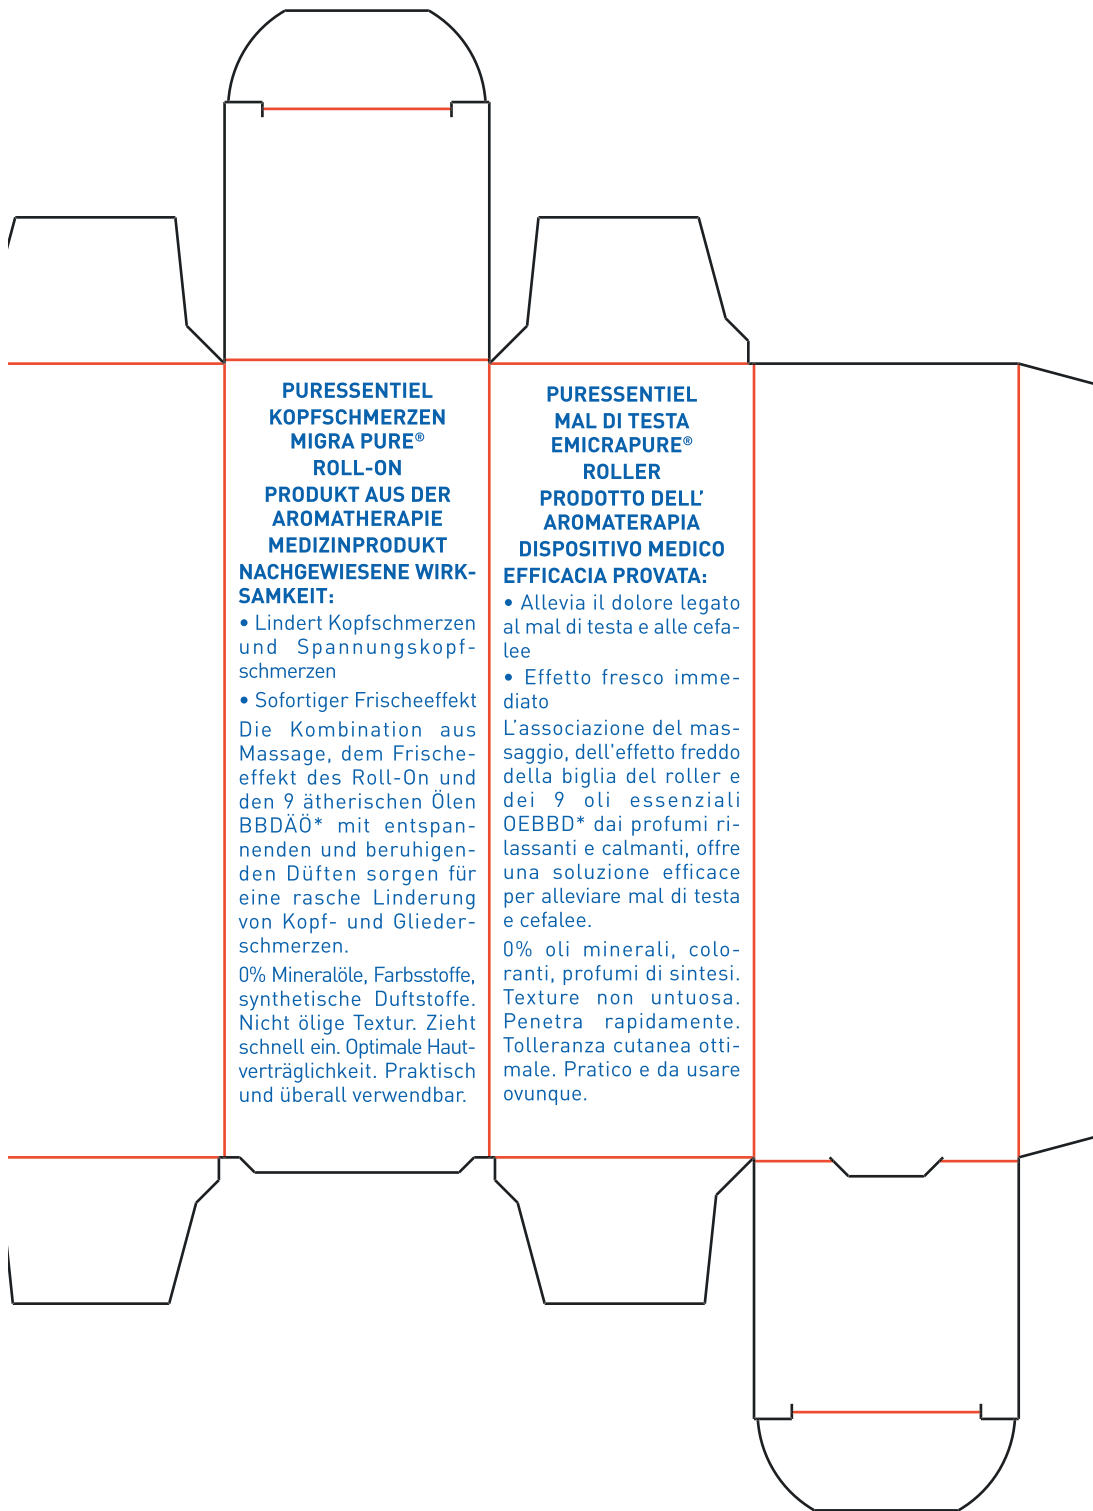 PURESSENTIEL
KOPFSCHMERZEN
MIGRA PURE®
ROLL-ON
PRODUKT AUS DER
AROMATHERAPIE
MEDIZINPRODUKT
NACHGEWIESENE WIRK-
SAMKEIT:
• Lindert Kopfschmerzen
und Spannungskopf-
schmerzen
• Sofortiger Frischeeffekt
Die Kombination aus
Massage, dem Frische-
effekt des Roll-On und
den 9 ätherischen Ölen
BBDÄÖ* mit entspan-
nenden und beruhigen-
den Düften sorgen für
eine rasche Linderung
von Kopf- und Glieder-
schmerzen.
0% Mineralöle, Farbsstoffe,
synthetische Duftstoffe.
Nicht ölige Textur. Zieht
schnell ein. Optimale Haut-
verträglichkeit. Praktisch
und überall verwendbar.
PURESSENTIEL
MAL DI TESTA
EMICRAPURE®
ROLLER
PRODOTTO DELL’
AROMATERAPIA
DISPOSITIVO MEDICO
EFFICACIA PROVATA:
• Allevia il dolore legato
al mal di testa e alle cefa-
lee
• Effetto fresco imme-
diato
L’associazione del mas-
saggio, dell'effetto freddo
della biglia del roller e
dei 9 oli essenziali
OEBBD* dai profumi ri-
lassanti e calmanti, offre
una soluzione efficace
per alleviare mal di testa
e cefalee.
0% oli minerali, colo-
ranti, profumi di sintesi.
Texture non untuosa.
Penetra rapidamente.
Tolleranza cutanea otti-
male. Pratico e da usare
ovunque.